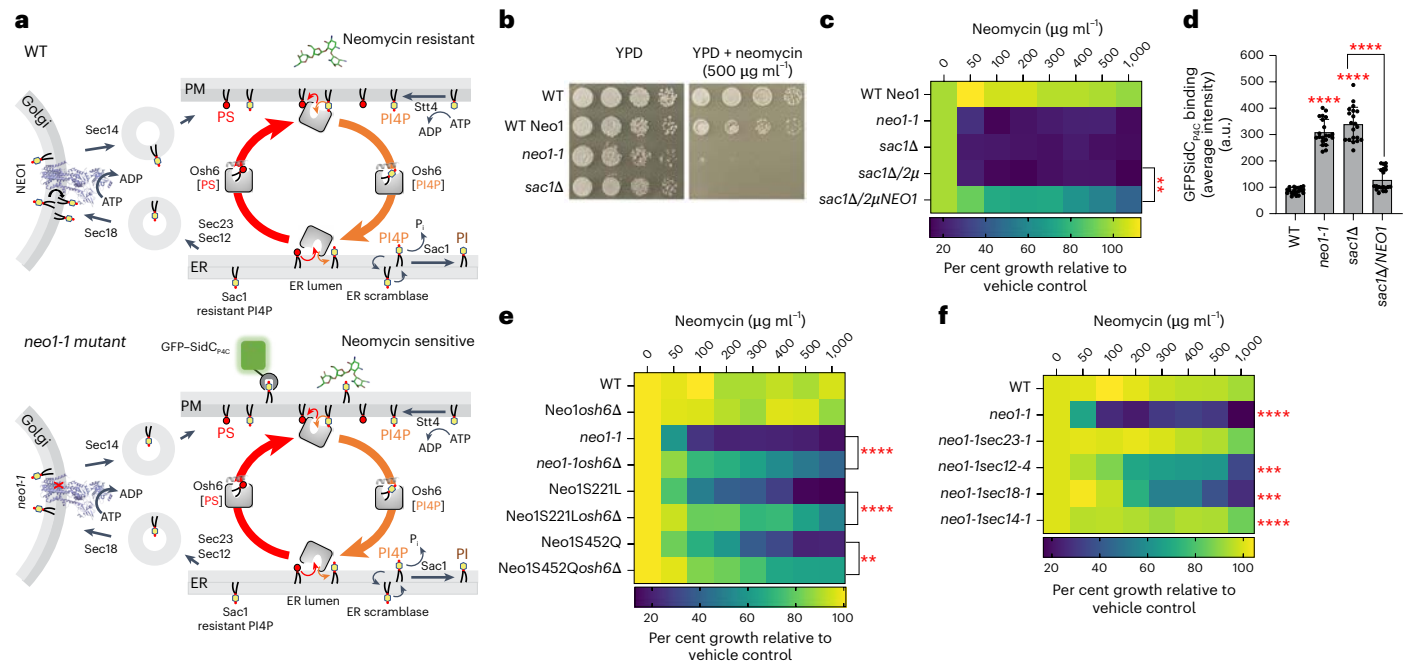 a
WT
Neomycin resistant
Golgi
PM
PS
PI4P
Stt4
ADP
ATP
Sec14
NEO1
ADP
ATP
Osh6
[PS]
Osh6
[PI4P]
Sec18
Sec23
Sec12
PI4P
Pi
Sac1
PI
ER
Sac1
resistant PI4P
ER lumen
ER scramblase
neo1-1 mutant
GFP–SidCP4C
Neomycin sensitive
Golgi
PM
PS
PI4P
Stt4
ADP
ATP
Sec14
neo1-1
ADP
ATP
Osh6
[PS]
Osh6
[PI4P]
Sec18
Sec23
Sec12
PI4P
Pi
Sac1
PI
ER
Sac1
resistant PI4P
ER lumen
ER scramblase
b
YPD
YPD + neomycin
(500 µg ml−1)
WT
WT Neo1
neo1-1
sac1Δ
c
Neomycin (µg ml−1)
0 50 100 200 300 400 500 1,000
WT Neo1
neo1-1
sac1Δ
sac1Δ/2µ
sac1Δ/2µNEO1
**
20 40 60 80 100
Per cent growth relative to
vehicle control
d
GFPSidCP4C binding
(average intensity)
(a.u.)
600
500
400
300
200
100
0
****
****
****
WT
neo1-1
sac1Δ
sac1Δ/NEO1
e
Neomycin (µg ml−1)
0 50 100 200 300 400 500 1,000
WT
Neo1osh6Δ
neo1-1
neo1-1osh6Δ
****
Neo1S221L
Neo1S221Losh6Δ
****
Neo1S452Q
Neo1S452Qosh6Δ
**
20 40 60 80 100
Per cent growth relative to
vehicle control
f
Neomycin (µg ml−1)
0 50 100 200 300 400 500 1,000
WT
neo1-1 ****
neo1-1sec23-1
neo1-1sec12-4 ***
neo1-1sec18-1 ***
neo1-1sec14-1 ****
20 40 60 80 100
Per cent growth relative to
vehicle control